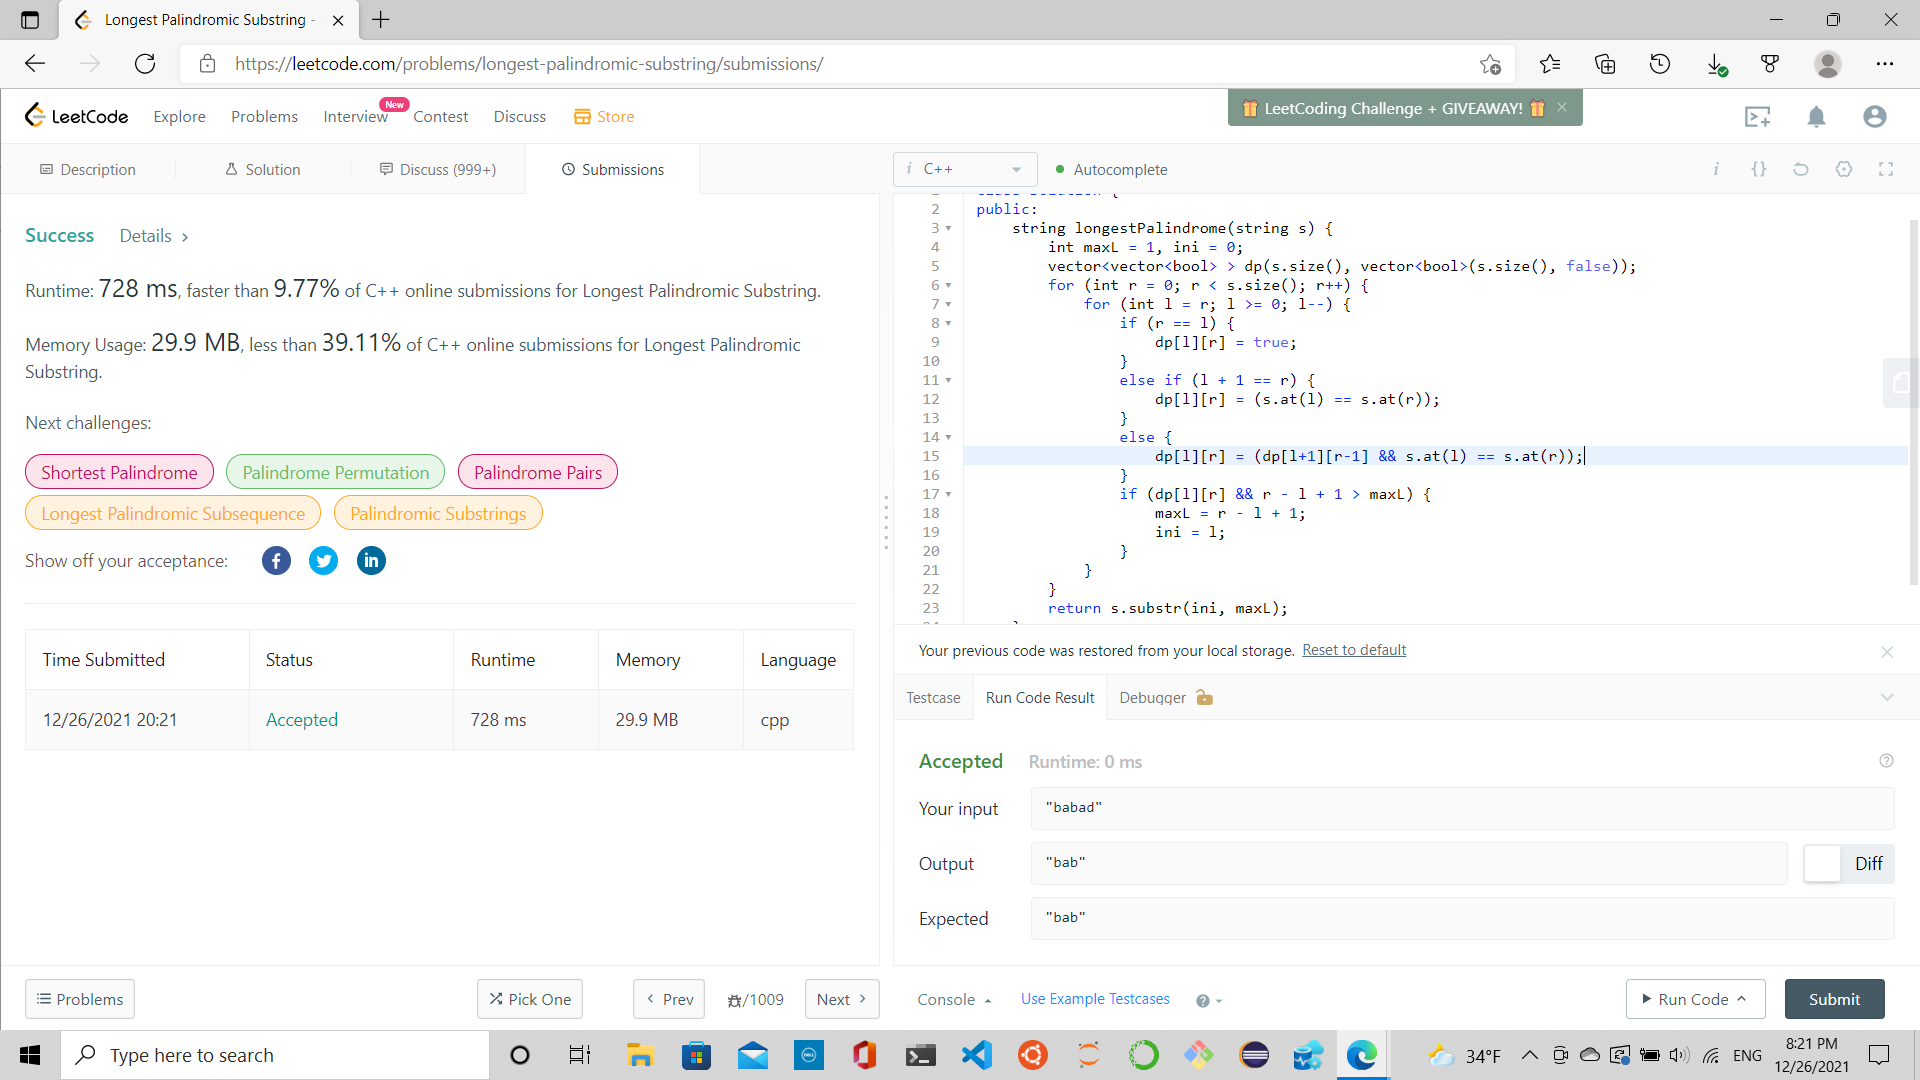 Longest Palindromic Substring -
https://leetcode.com/problems/longest-palindromic-substring/submissions/
LeetCode
Explore
Problems
Interview
New
Contest
Discuss
Store
LeetCoding Challenge + GIVEAWAY!
Description
Solution
Discuss (999+)
Submissions
i C++
Autocomplete
Success
Details >
Runtime: 728 ms, faster than 9.77% of C++ online submissions for Longest Palindromic Substring.
Memory Usage: 29.9 MB, less than 39.11% of C++ online submissions for Longest Palindromic
Substring.
Next challenges:
Shortest Palindrome
Palindrome Permutation
Palindrome Pairs
Longest Palindromic Subsequence
Palindromic Substrings
Show off your acceptance:
Time Submitted Status Runtime Memory Language
12/26/2021 20:21 Accepted 728 ms 29.9 MB cpp
2 public:
3 string longestPalindrome(string s) {
4 int maxL = 1, ini = 0;
5 vector<vector<bool> > dp(s.size(), vector<bool>(s.size(), false));
6 for (int r = 0; r < s.size(); r++) {
7 for (int l = r; l >= 0; l--) {
8 if (r == l) {
9 dp[l][r] = true;
10 }
11 else if (l + 1 == r) {
12 dp[l][r] = (s.at(l) == s.at(r));
13 }
14 else {
15 dp[l][r] = (dp[l+1][r-1] && s.at(l) == s.at(r));
16 }
17 if (dp[l][r] && r - l + 1 > maxL) {
18 maxL = r - l + 1;
19 ini = l;
20 }
21 }
22 }
23 return s.substr(ini, maxL);
Your previous code was restored from your local storage. Reset to default
Testcase
Run Code Result
Debugger
Accepted Runtime: 0 ms
Your input "babad"
Output "bab"
Diff
Expected "bab"
Problems
Pick One
< Prev
/1009
Next >
Console
Use Example Testcases
Run Code
Submit
Type here to search
34°F
ENG
8:21 PM
12/26/2021